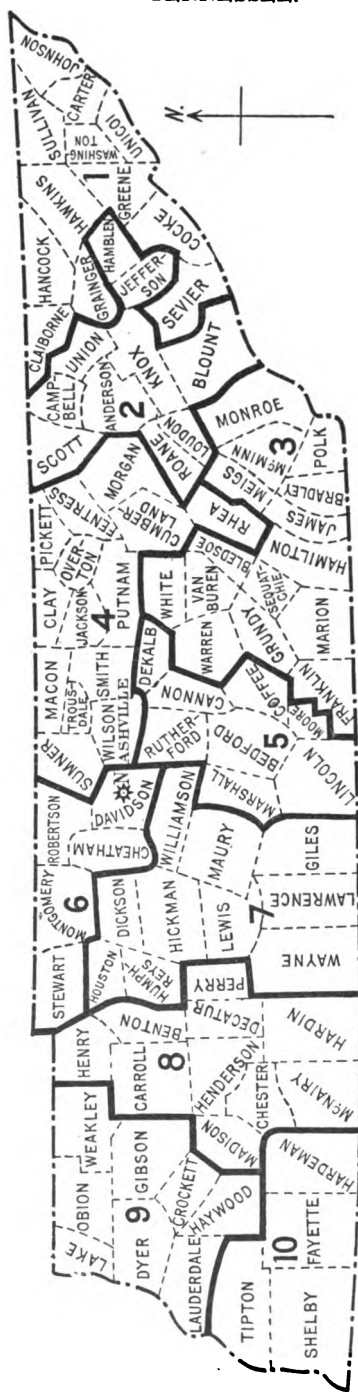 N.
JOHNSON
SULLIVAN
CARTER
WASHING
TON
UNICOI
1
GREENE
HAWKINS
HANCOCK
HAMBLEN
GRAINGER
JEFFER-
SON
COCKE
SEVIER
CLAIBORNE
UNION
CAMP
BELL
ANDERSON
2
KNOX
BLOUNT
LOUDON
ROANE
SCOTT
MORGAN
MONROE
3
McMINN
POLK
MEIGS
BRADLEY
JAMES
RHEA
HAMILTON
BLEDSOE
SEQUAT
CHIE
MARION
GRUNDY
VAN
BUREN
WHITE
WARREN
FRANKLIN
PICKETT
FENTRESS
CUMBER
LAND
OVER-
TON
CLAY
JACKSON
4
PUTNAM
MACON
TROUS-
DALE
SMITH
WILSON
SUMNER
DEKALB
CANNON
COFFEE
MOORE
RUTHER-
FORD
BEDFORD
5
LINCOLN
MARSHALL
NASHVILLE
DAVIDSON
ROBERTSON
CHEATHAM
MONTGOMERY
6
STEWART
HOUSTON
HUMPH
REYS
DICKSON
HICKMAN
WILLIAMSON
MAURY
LEWIS
7
GILES
LAWRENCE
WAYNE
PERRY
HENRY
BENTON
CARROLL
8
DECATUR
HENDERSON
CHESTER
HARDIN
McNAIRY
MADISON
WEAKLEY
OBION
LAKE
GIBSON
9
DYER
CROCKETT
HAYWOOD
LAUDERDALE
HARDEMAN
FAYETTE
10
TIPTON
SHELBY